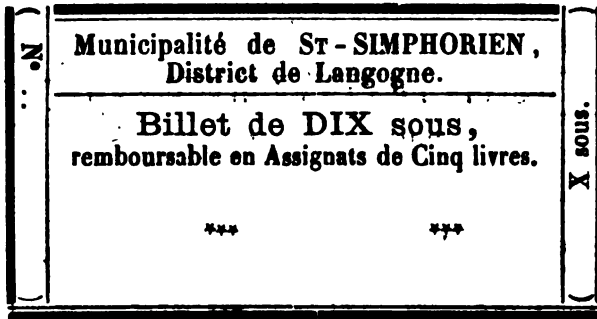 Municipalité de ST-SIMPHORIEN,
District de Langogne.
Billet de DIX sous,
remboursable en Assignats de Cinq livres.
*** ***
N.º ..
X sous.